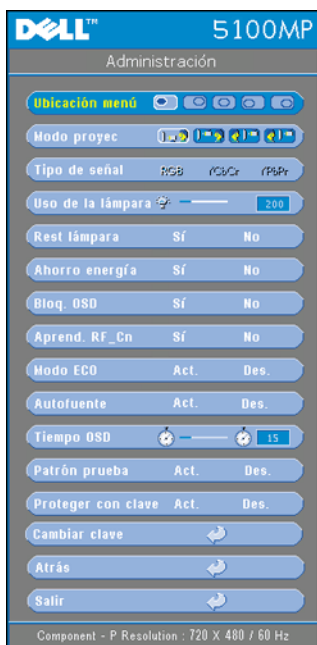 DELL™ 5100MP
Administración
Ubicación menú
Modo proyec
Tipo de señal RGB YCbCr YPbPr
Uso de la lámpara 200
Rest lámpara Sí No
Ahorro energía Sí No
Bloq. OSD Sí No
Aprend. RF_Cn Sí No
Modo ECO Act. Des.
Autofuente Act. Des.
Tiempo OSD 15
Patrón prueba Act. Des.
Proteger con clave Act. Des.
Cambiar clave
Atrás
Salir
Component - P Resolution : 720 X 480 / 60 Hz